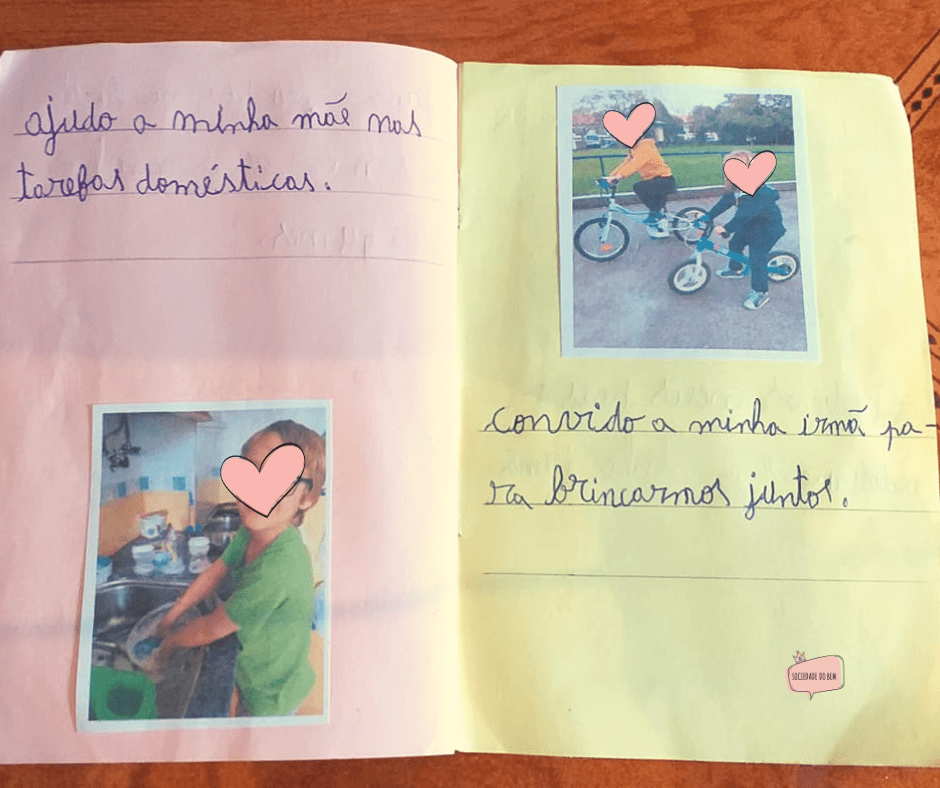 ajudo a minha mãe nas
tarefas domésticas.
convido a minha irmã pa-
ra brincarmos juntos.
SOCIEDADE DO BEM